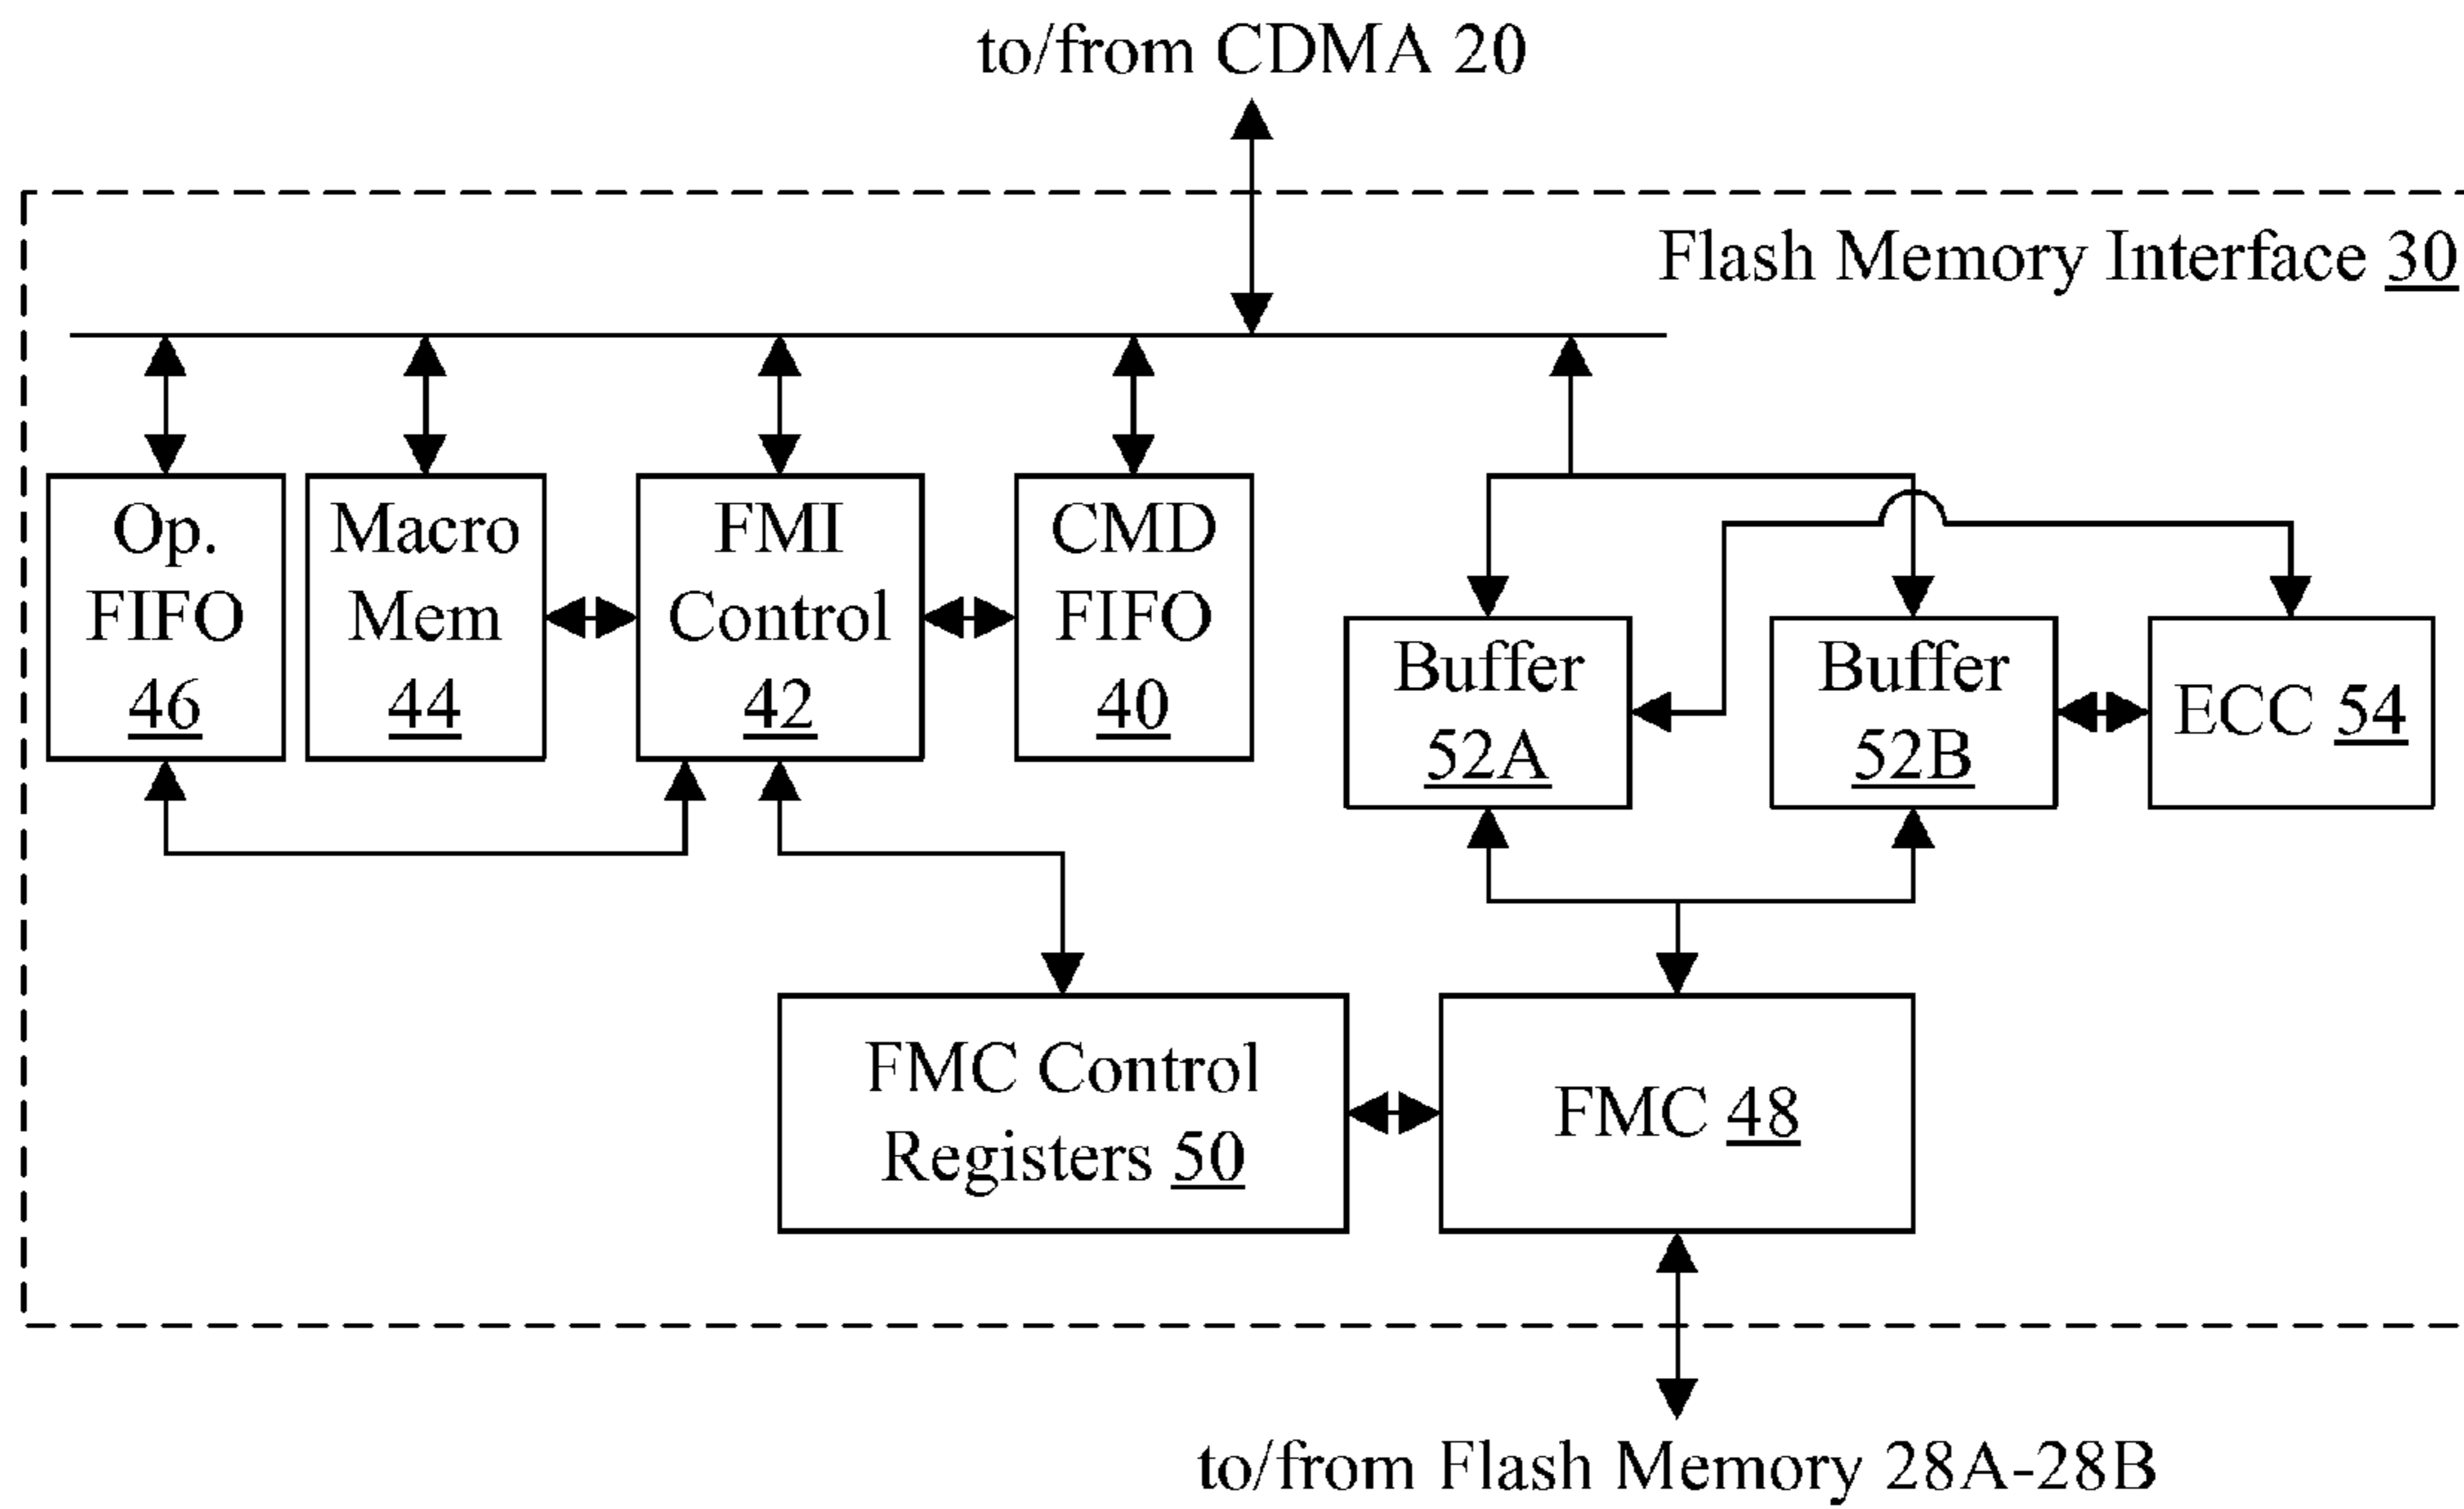 to/from CDMA 20
Flash Memory Interface 30
Op.
FIFO
46
Macro
Mem
44
FMI
Control
42
CMD
FIFO
40
Buffer
52A
Buffer
52B
ECC 54
FMC Control
Registers 50
FMC 48
to/from Flash Memory 28A-28B